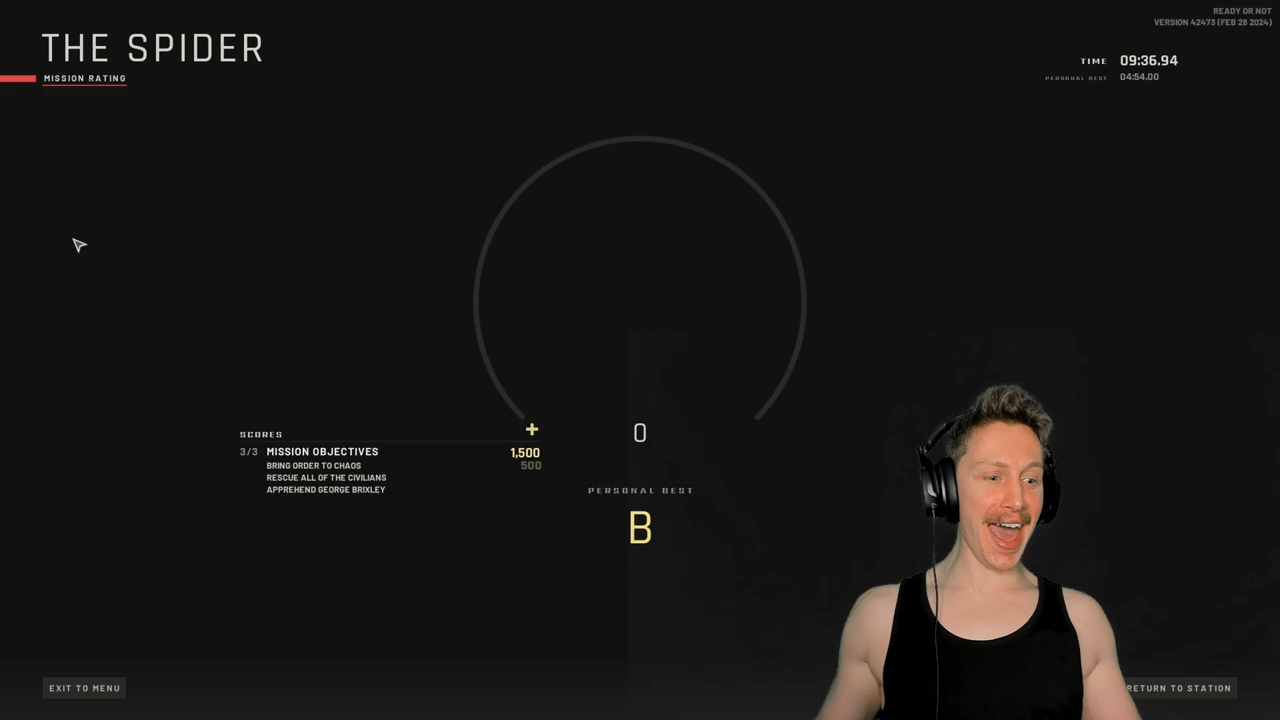 READY OR NOT
VERSION 42473 (FEB 28 2024)
THE SPIDER
MISSION RATING
TIME 09:36.94
PERSONAL BEST 04:54.00
SCORES +
3/3 MISSION OBJECTIVES 1,500
BRING ORDER TO CHAOS 500
RESCUE ALL OF THE CIVILIANS
APPREHEND GEORGE BRIXLEY
0
PERSONAL BEST
B
EXIT TO MENU
RETURN TO STATION